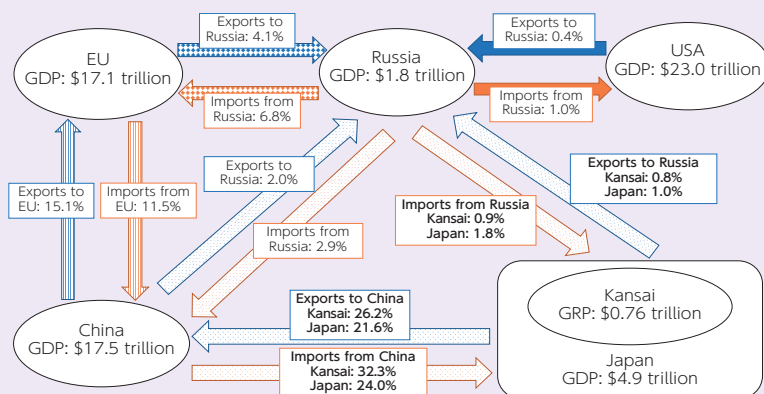 EU
GDP: $17.1 trillion
Exports to
Russia: 4.1%
Russia
GDP: $1.8 trillion
Exports to
Russia: 0.4%
USA
GDP: $23.0 trillion
Imports from
Russia: 6.8%
Imports from
Russia: 1.0%
Exports to
EU: 15.1%
Imports from
EU: 11.5%
Exports to
Russia: 2.0%
Imports from
Russia: 2.9%
Imports from Russia
Kansai: 0.9%
Japan: 1.8%
Exports to Russia
Kansai: 0.8%
Japan: 1.0%
China
GDP: $17.5 trillion
Exports to China
Kansai: 26.2%
Japan: 21.6%
Imports from China
Kansai: 32.3%
Japan: 24.0%
Kansai
GRP: $0.76 trillion
Japan
GDP: $4.9 trillion